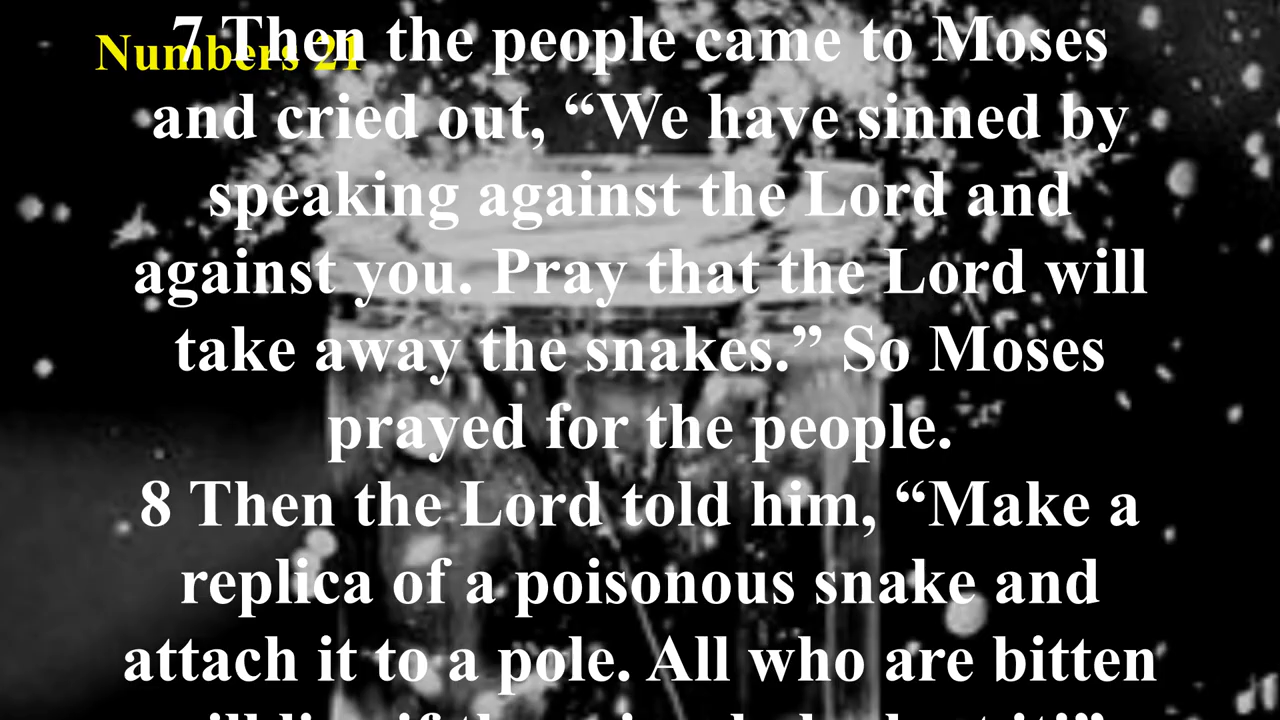 Numbers 21
7 Then the people came to Moses
and cried out, “We have sinned by
speaking against the Lord and
against you. Pray that the Lord will
take away the snakes.” So Moses
prayed for the people.
8 Then the Lord told him, “Make a
replica of a poisonous snake and
attach it to a pole. All who are bitten